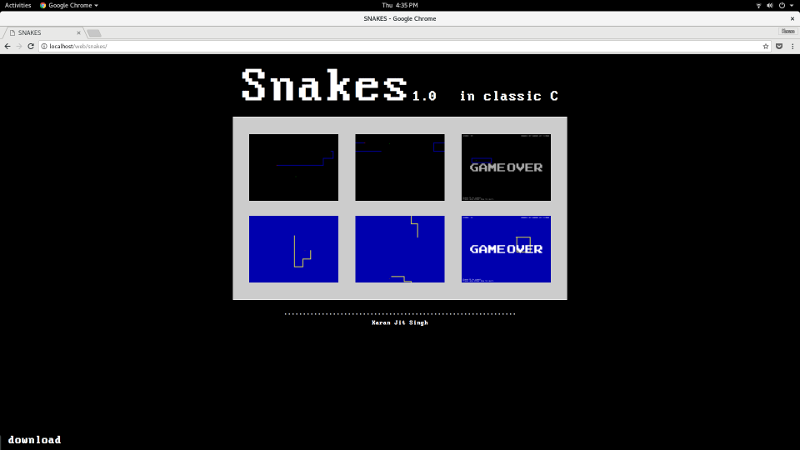 Activities Google Chrome Thu 4:35 PM
SNAKES - Google Chrome
SNAKES
localhost/web/snakes/
Snakes 1.0 in classic C
GAME OVER
GAME OVER
Karan Jit Singh
download